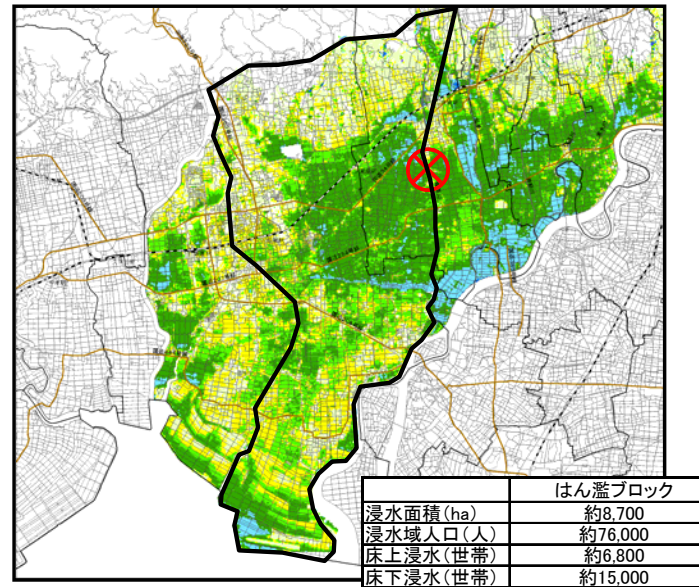 はん濫ブロック
浸水面積(ha) 約8,700
浸水域人口(人) 約76,000
床上浸水(世帯) 約6,800
床下浸水(世帯) 約15,000